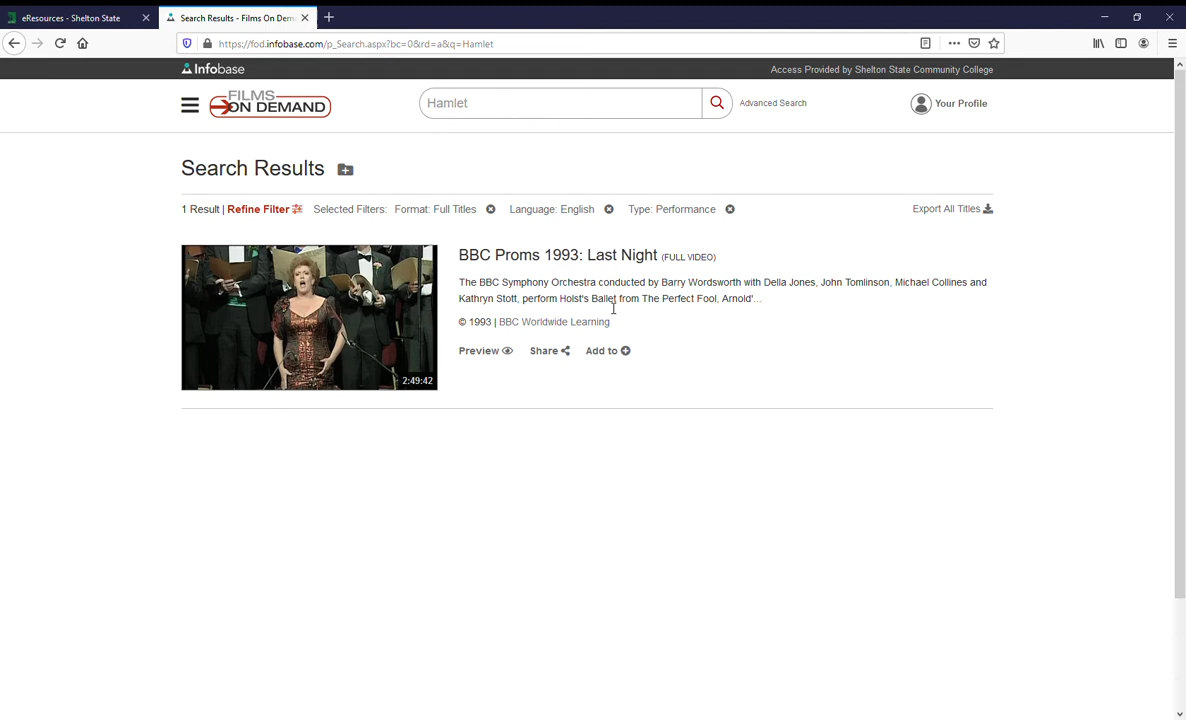 eResources - Shelton State
Search Results - Films On Dem
https://fod.infobase.com/p_Search.aspx?bc=0&rd=a&q=Hamlet
Infobase
Access Provided by Shelton State Community College
FILMS
ON DEMAND
Hamlet
Advanced Search
Your Profile
Search Results
1 Result | Refine Filter Selected Filters: Format: Full Titles Language: English Type: Performance Export All Titles
BBC Proms 1993: Last Night (FULL VIDEO)
The BBC Symphony Orchestra conducted by Barry Wordsworth with Della Jones, John Tomlinson, Michael Collines and
Kathryn Stott, perform Holst's Ballet from The Perfect Fool, Arnold'...
© 1993 | BBC Worldwide Learning
Preview Share Add to
2:49:42